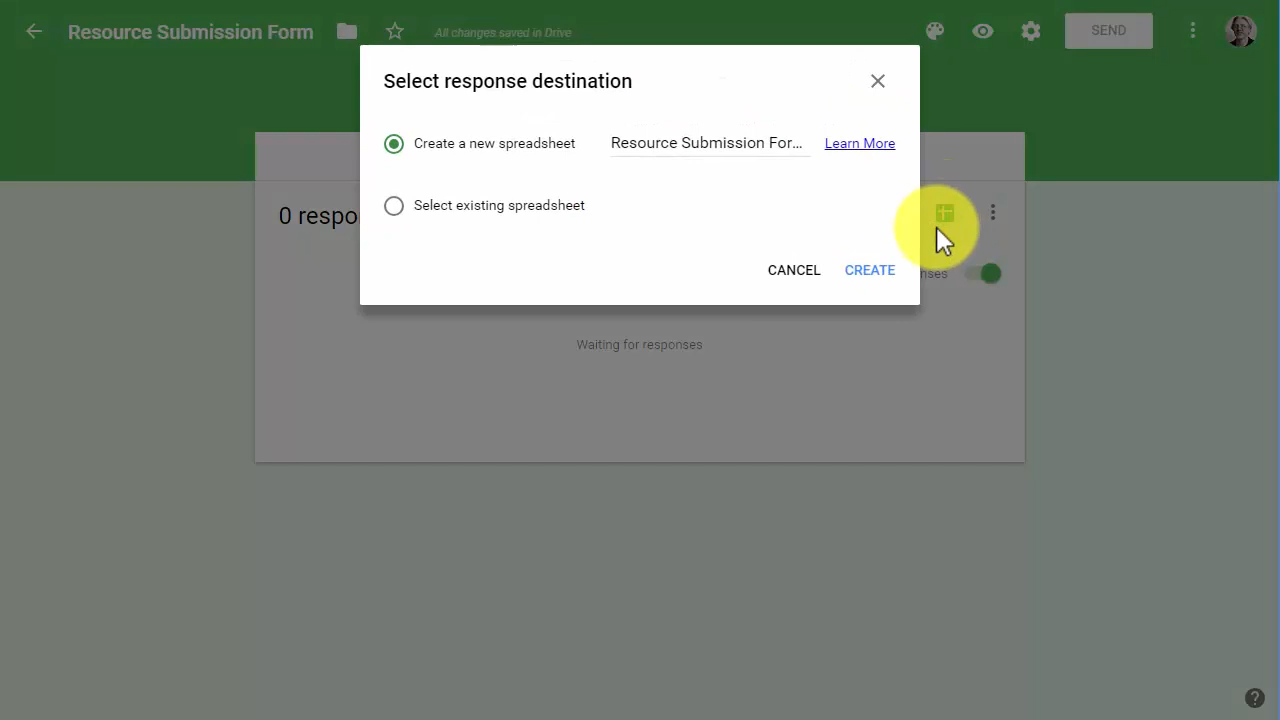 Resource Submission Form
All changes saved in Drive
SEND
Select response destination
Create a new spreadsheet
Resource Submission For...
Learn More
Select existing spreadsheet
0 respo
CANCEL
CREATE
nses
Waiting for responses